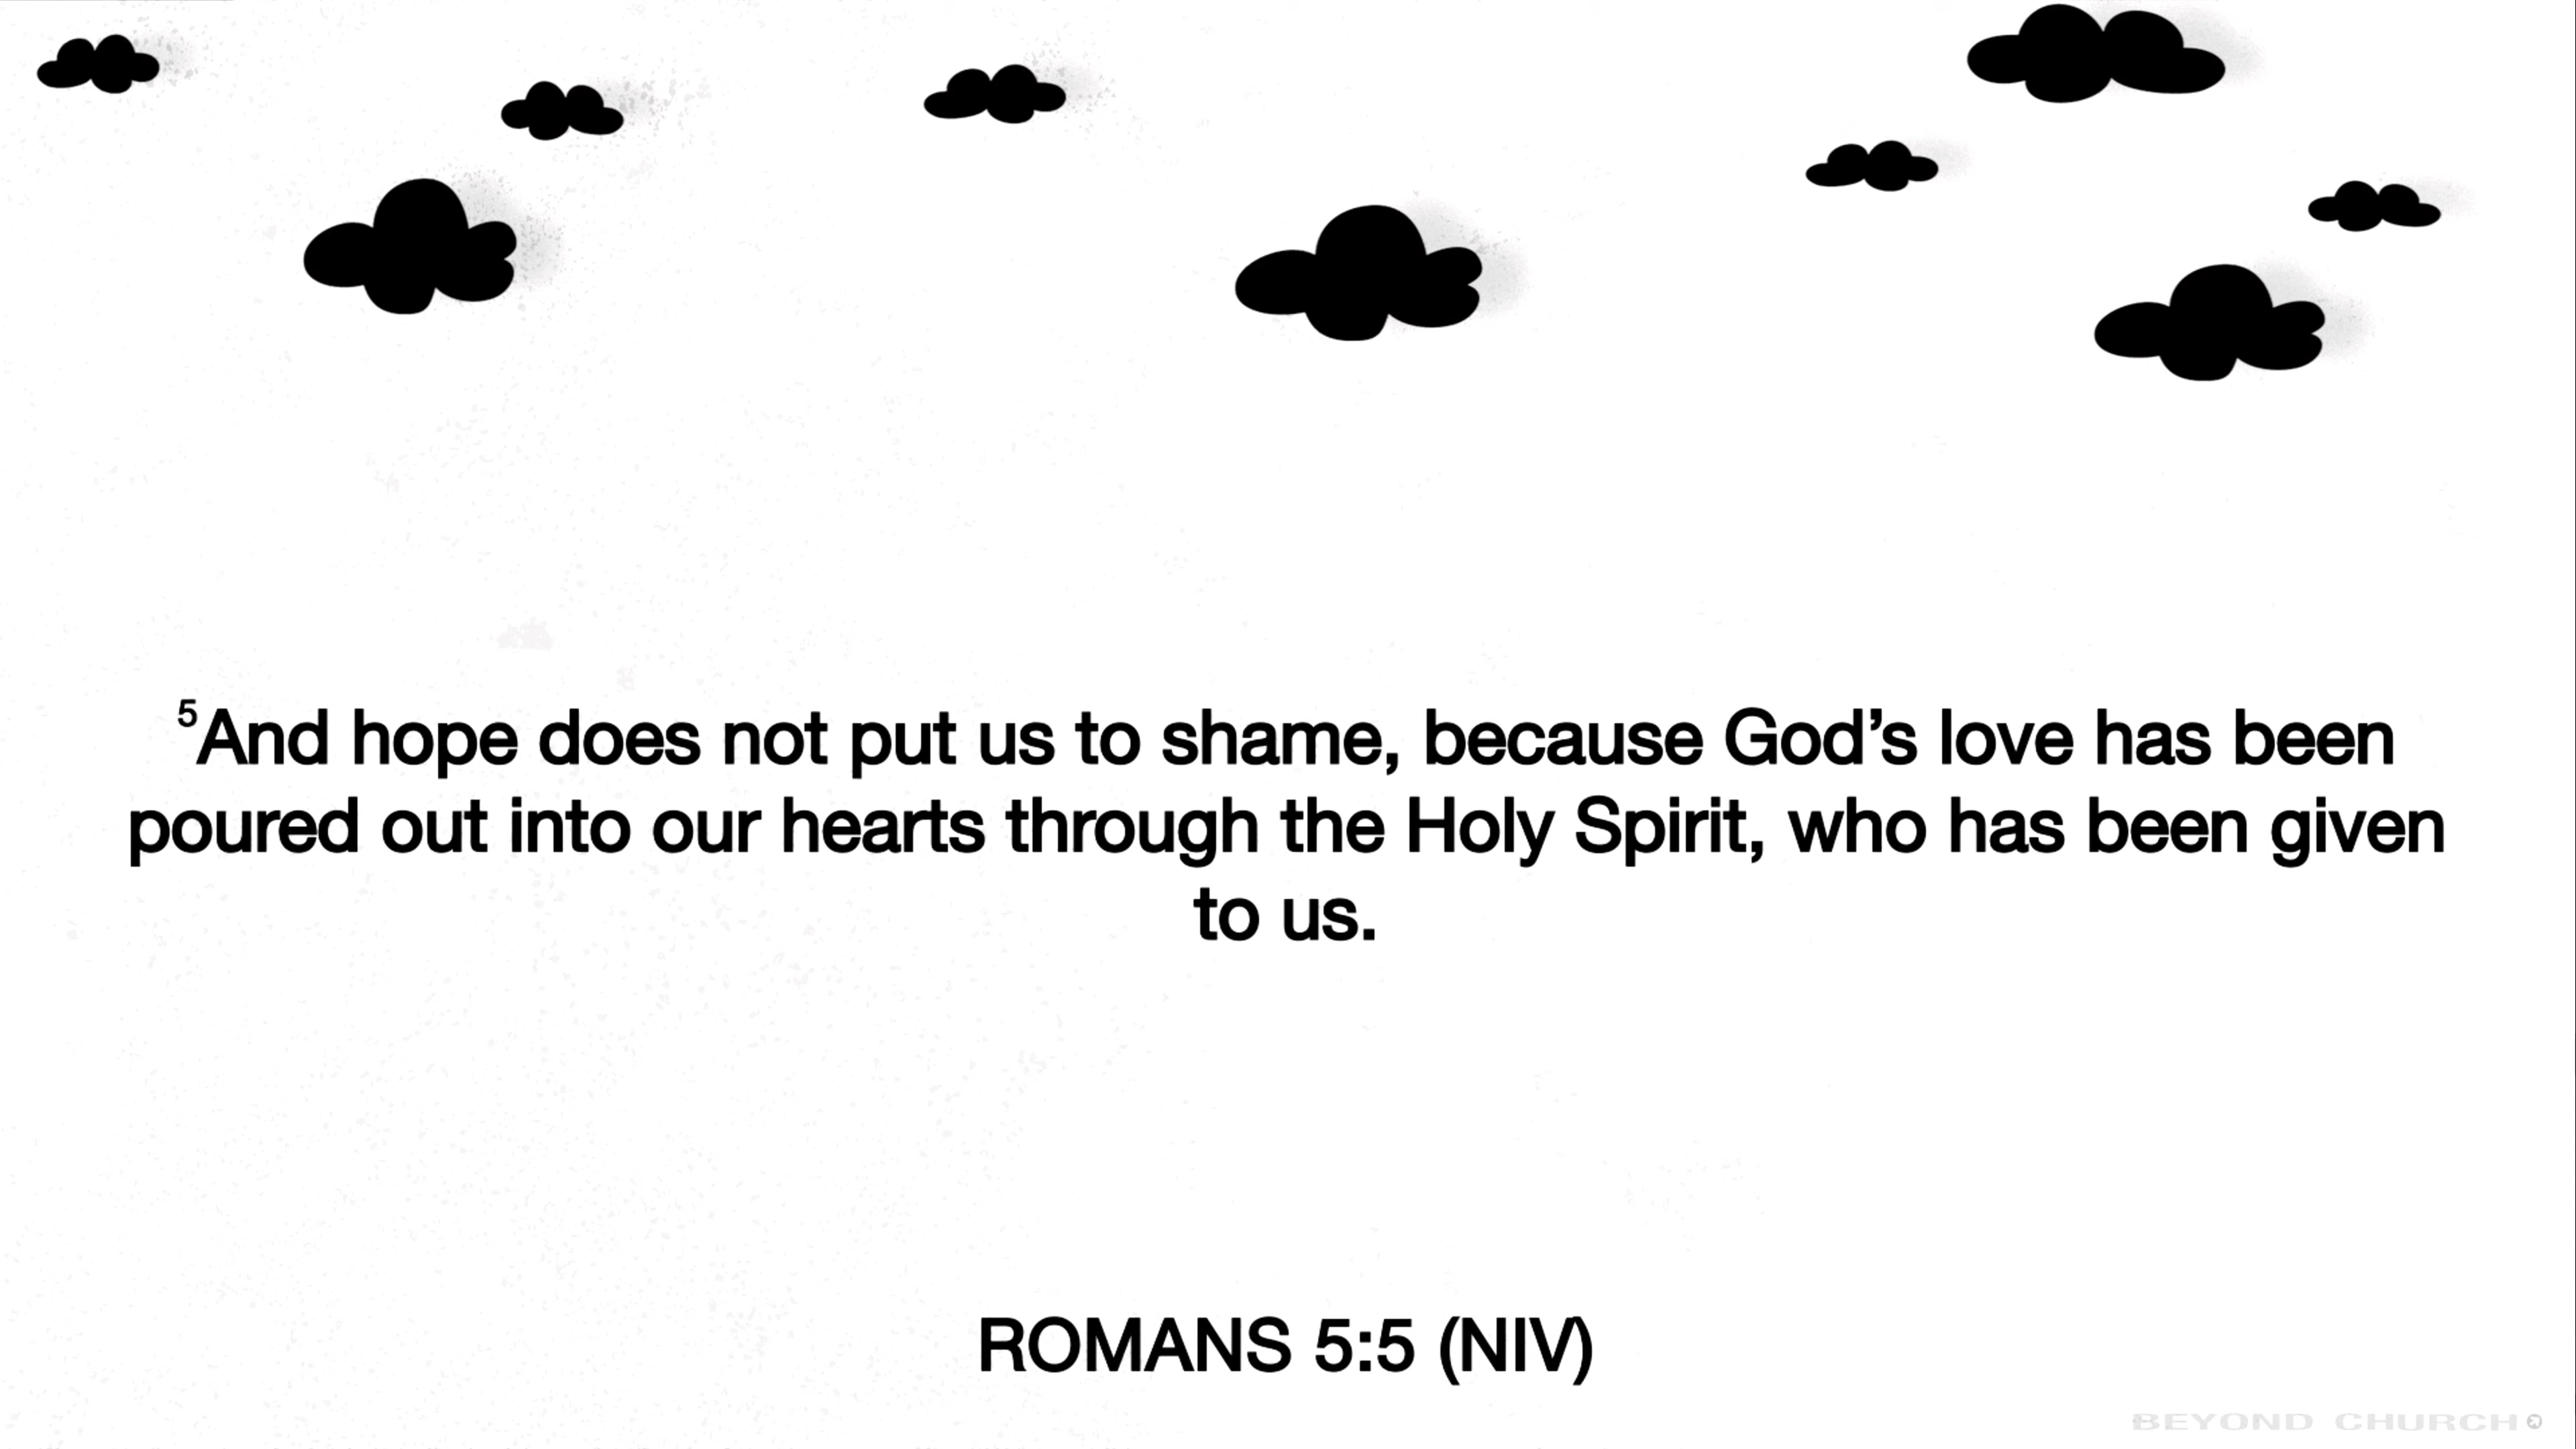 ⁵And hope does not put us to shame, because God’s love has been
poured out into our hearts through the Holy Spirit, who has been given
to us.
ROMANS 5:5 (NIV)
BEYOND CHURCH